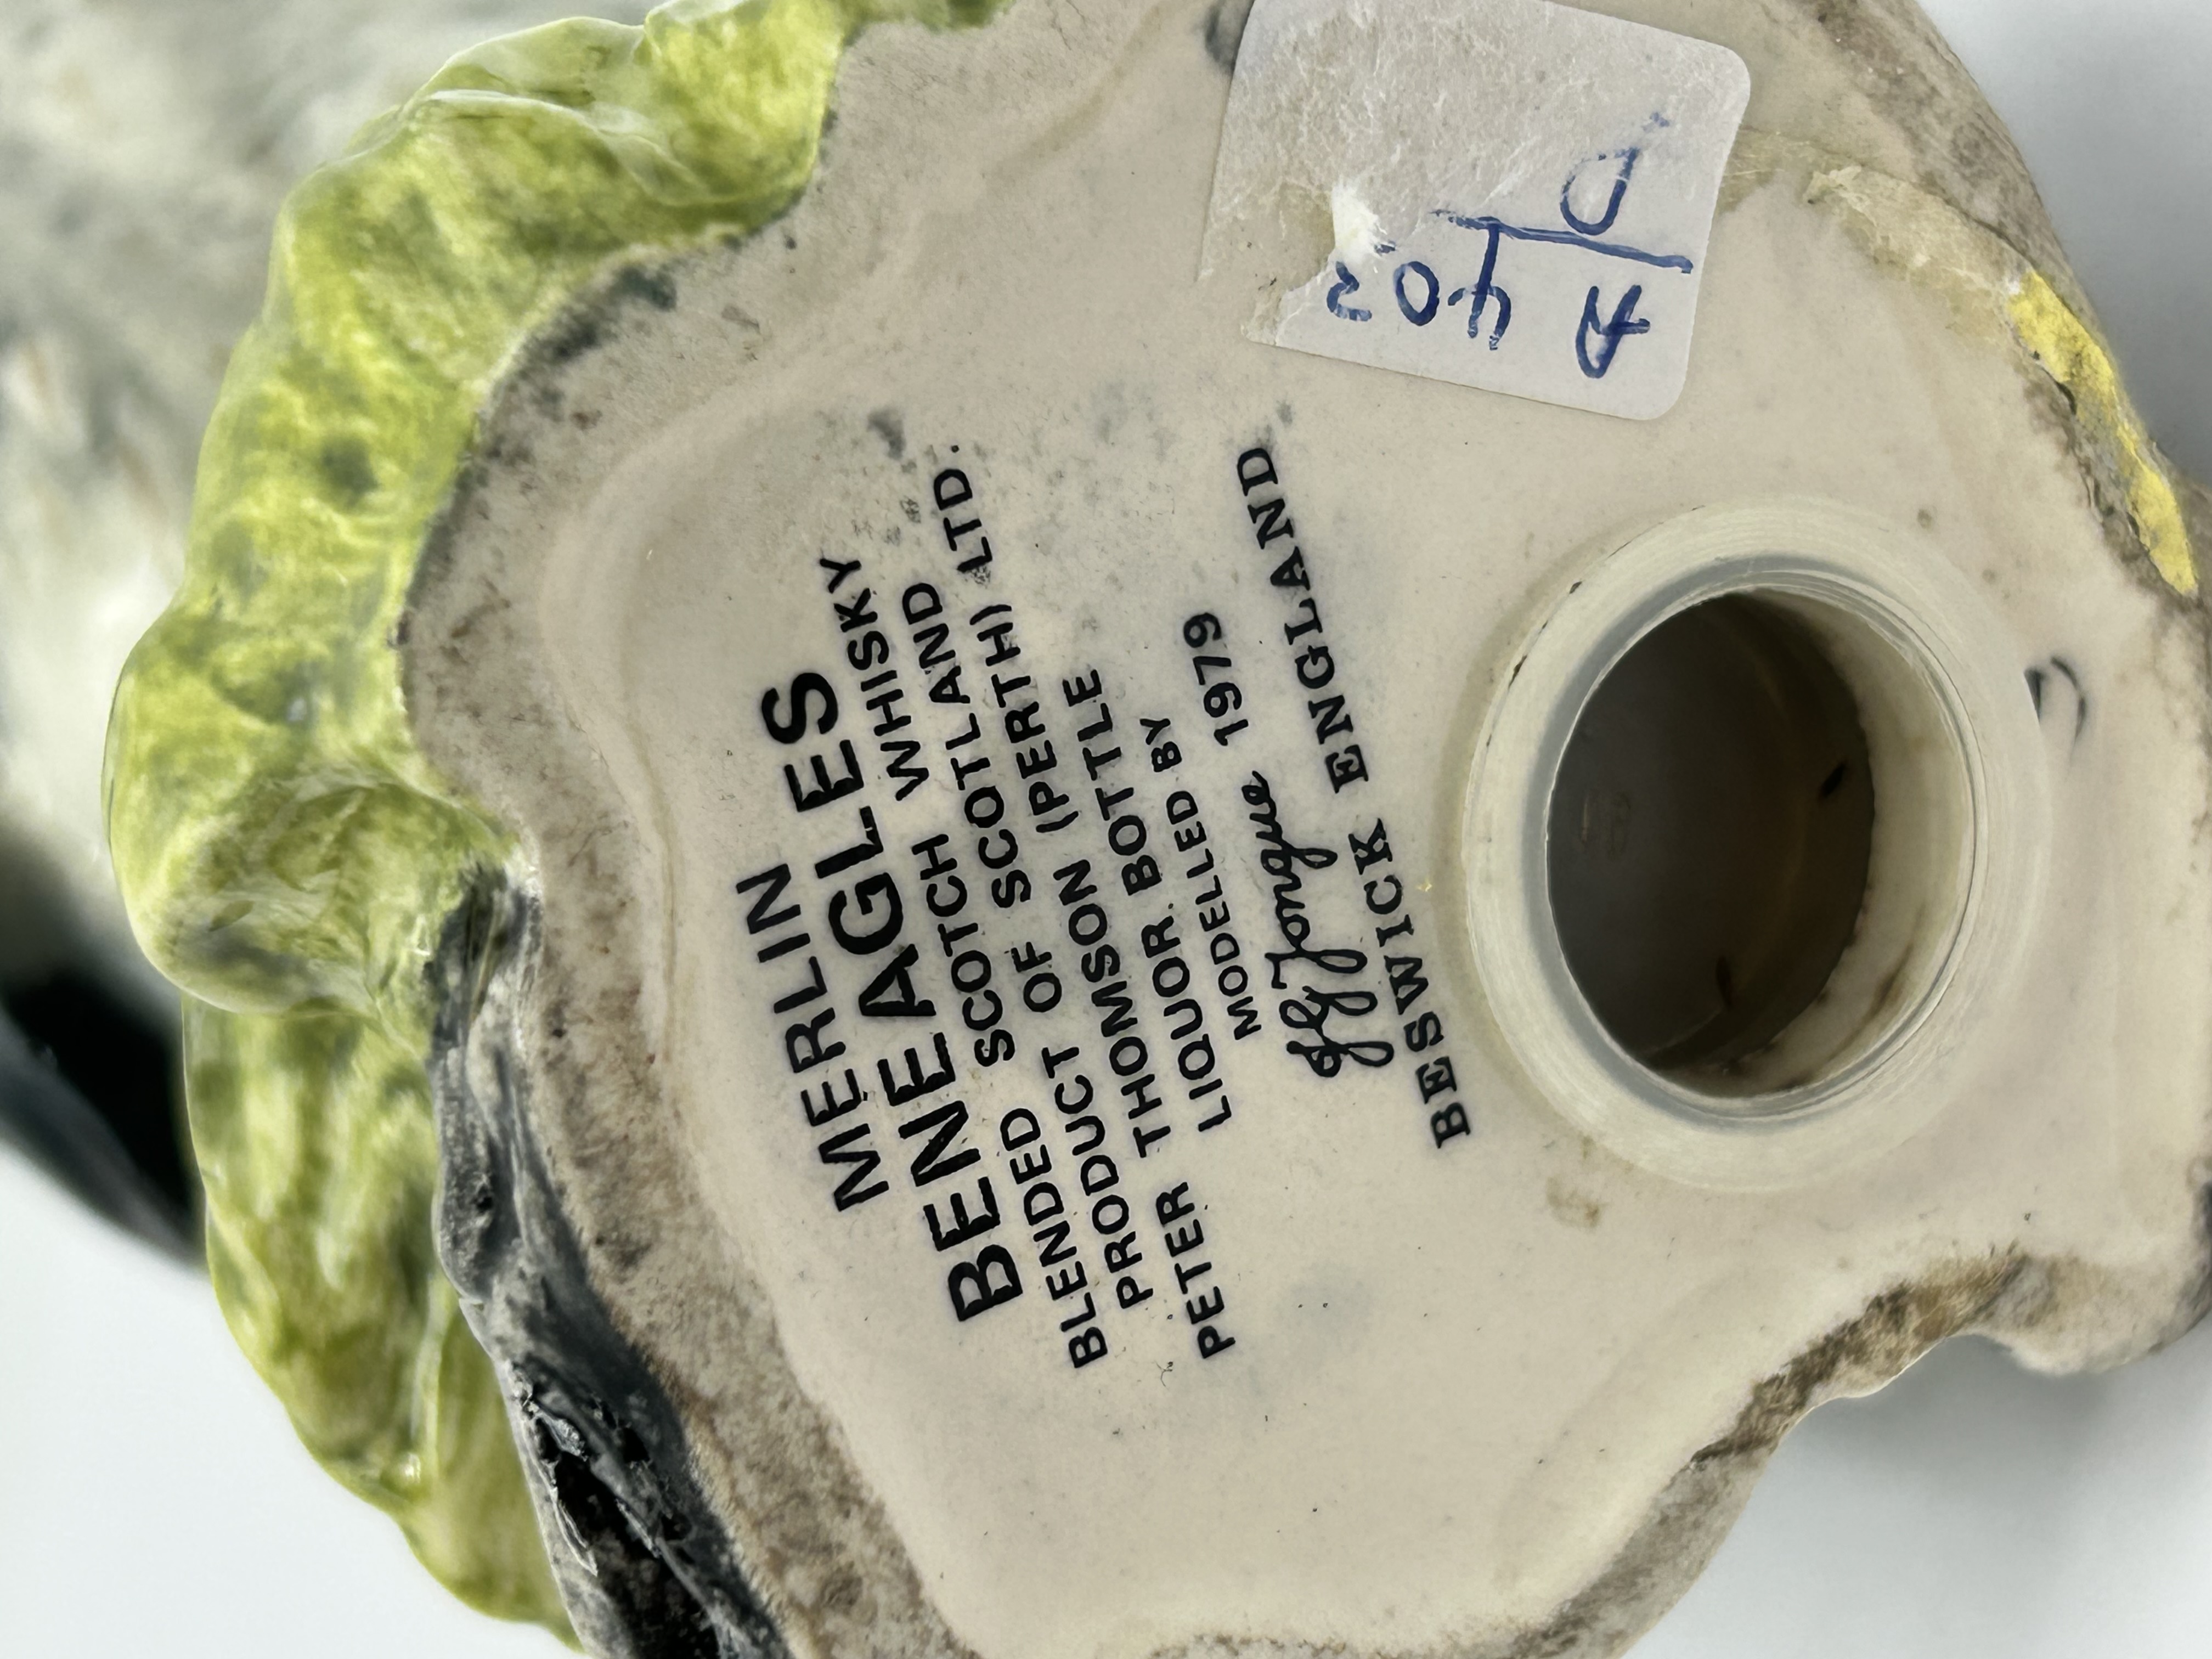 MERLIN
BENEAGLES
BLENDED SCOTCH WHISKY
PRODUCT OF SCOTLAND
PETER THOMSON (PERTH) LTD.
LIQUOR BOTTLE
MODELLED BY
1979
BESWICK ENGLAND
D
A 402